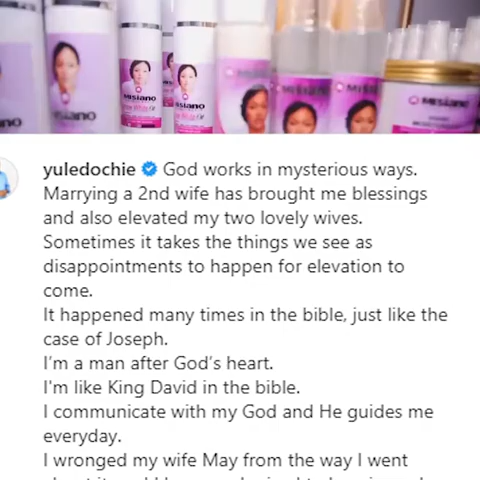 MISIANO
MISIANO
MISIANO
yuledochie God works in mysterious ways.
Marrying a 2nd wife has brought me blessings
and also elevated my two lovely wives.
Sometimes it takes the things we see as
disappointments to happen for elevation to
come.
It happened many times in the bible, just like the
case of Joseph.
I'm a man after God's heart.
I'm like King David in the bible.
I communicate with my God and He guides me
everyday.
I wronged my wife May from the way I went